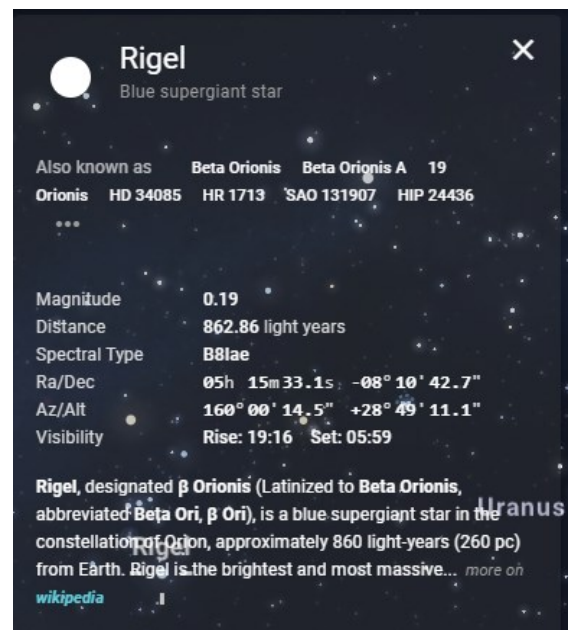 Rigel
Blue supergiant star
Also known as Beta Orionis Beta Orionis A 19
Orionis HD 34085 HR 1713 SAO 131907 HIP 24436
•••
Magnitude 0.19
Distance 862.86 light years
Spectral Type B8Iae
Ra/Dec 05h 15m 33.1s -08° 10' 42.7"
Az/Alt 160° 00' 14.5" +28° 49' 11.1"
Visibility Rise: 19:16 Set: 05:59
Rigel, designated β Orionis (Latinized to Beta Orionis,
abbreviated Beta Ori, β Ori), is a blue supergiant star in the
Uranus
constellation of Orion, approximately 860 light-years (260 pc)
Rigel
from Earth. Rigel is the brightest and most massive... more on
wikipedia